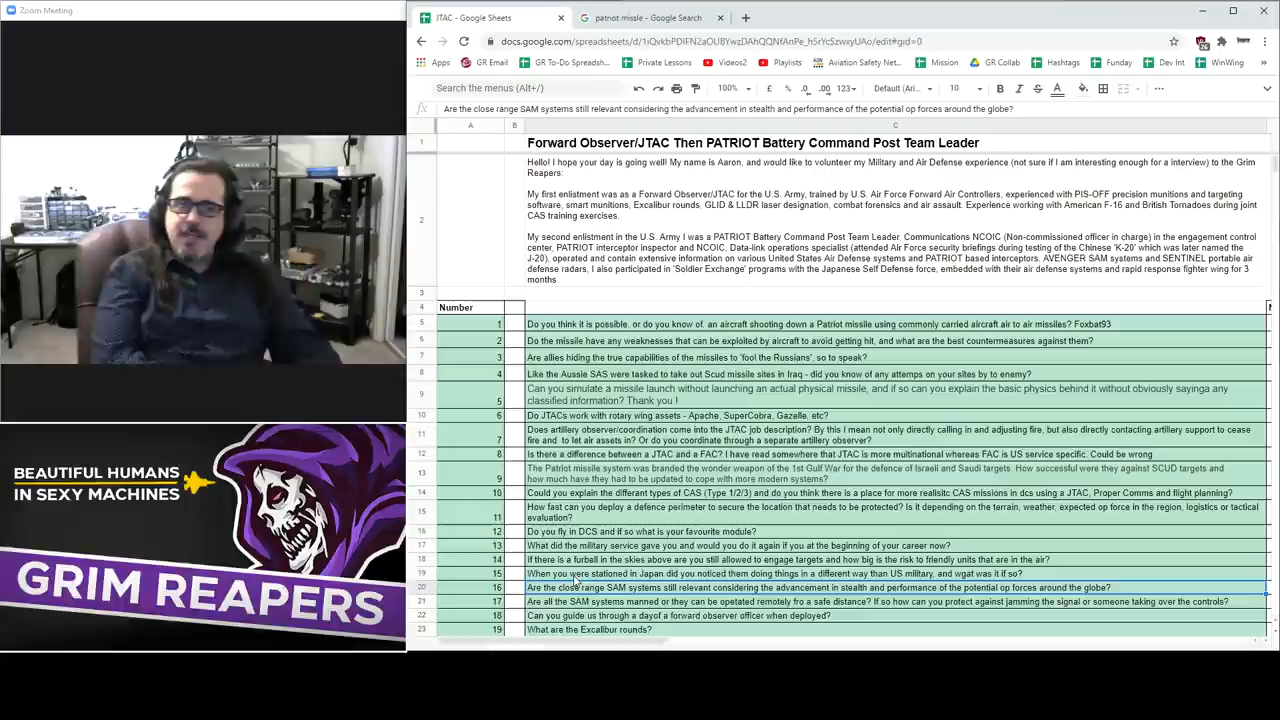 Zoom Meeting
JTAC - Google Sheets
patriot missle - Google Search
docs.google.com/spreadsheets/d/1iQvkbPDIFN2aOUBYwzDAhQQNfAnPe_h5rYc5zwxyUAo/edit#gid=0
Apps
GR Email
GR To-Do Spreadsh...
Private Lessons
Videos2
Playlists
Aviation Safety Net...
Mission
GR Collab
Hashtags
Funday
Dev Int
WinWing
Search the menus (Alt+/)
100%
£
%
.0
.00
123
Default (Ari...
10
B
I
S
A
fx
Are the close range SAM systems still relevant considering the advancement in stealth and performance of the potential op forces around the globe?
A
B
C
1
Forward Observer/JTAC Then PATRIOT Battery Command Post Team Leader
2
Hello! I hope your day is going well! My name is Aaron, and would like to volunteer my Military and Air Defense experience (not sure if I am interesting enough for a interview) to the Grim
Reapers:
My first enlistment was as a Forward Observer/JTAC for the U.S. Army, trained by U.S. Air Force Forward Air Controllers, experienced with PIS-OFF precision munitions and targeting
software, smart munitions, Excalibur rounds, GLID & LLDR laser designation, combat forensics and air assault. Experience working with American F-16 and British Tornadoes during joint
CAS training exercises.
My second enlistment in the U.S. Army I was a PATRIOT Battery Command Post Team Leader, Communications NCOIC (Non-commissioned officer in charge) in the engagement control
center, PATRIOT interceptor inspector and NCOIC, Data-link operations specialist (attended Air Force security briefings during testing of the Chinese 'K-20' which was later named the
J-20), operated and contain extensive information on various United States Air Defense systems and PATRIOT based interceptors. AVENGER SAM systems and SENTINEL portable air
defense radars, I also participated in 'Soldier Exchange' programs with the Japanese Self Defense force, embedded with their air defense systems and rapid response fighter wing for 3
months
3
4 Number
5 1 Do you think it is possible, or do you know of, an aircraft shooting down a Patriot missile using commonly carried aircraft air to air missiles? Foxbat93
6 2 Do the missile have any weaknesses that can be exploited by aircraft to avoid getting hit, and what are the best countermeasures against them?
7 3 Are allies hiding the true capabilities of the missiles to 'fool the Russians', so to speak?
8 4 Like the Aussie SAS were tasked to take out Scud missile sites in Iraq - did you know of any attemps on your sites by to enemy?
9 5 Can you simulate a missile launch without launching an actual physical missile, and if so can you explain the basic physics behind it without obviously sayinga any
classified information? Thank you !
10 6 Do JTACs work with rotary wing assets - Apache, SuperCobra, Gazelle, etc?
11 7 Does artillery observer/coordination come into the JTAC job description? By this I mean not only directly calling in and adjusting fire, but also directly contacting artillery support to cease
fire and to let air assets in? Or do you coordinate through a separate artillery observer?
12 8 Is there a difference between a JTAC and a FAC? I have read somewhere that JTAC is more multinational whereas FAC is US service specific. Could be wrong
13 9 The Patriot missile system was branded the wonder weapon of the 1st Gulf War for the defence of Israeli and Saudi targets How successful were they against SCUD targets and
how much have they had to be updated to cope with more modern systems?
14 10 Could you explain the differant types of CAS (Type 1/2/3) and do you think there is a place for more realisitc CAS missions in dcs using a JTAC, Proper Comms and flight planning?
15 11 How fast can you deploy a defence perimeter to secure the location that needs to be protected? Is it depending on the terrain, weather, expected op force in the region, logistics or tactical
evaluation?
16 12 Do you fly in DCS and if so what is your favourite module?
17 13 What did the military service gave you and would you do it again if you at the beginning of your career now?
18 14 If there is a furball in the skies above are you still allowed to engage targets and how big is the risk to friendly units that are in the air?
19 15 When you were stationed in Japan did you noticed them doing things in a different way than US military, and wgat was it if so?
20 16 Are the close range SAM systems still relevant considering the advancement in stealth and performance of the potential op forces around the globe?
21 17 Are all the SAM systems manned or they can be opetated remotely fro a safe distance? If so how can you protect against jamming the signal or someone taking over the controls?
22 18 Can you guide us through a dayof a forward observer officer when deployed?
23 19 What are the Excalibur rounds?
BEAUTIFUL HUMANS
IN SEXY MACHINES
GRIM REAPERS